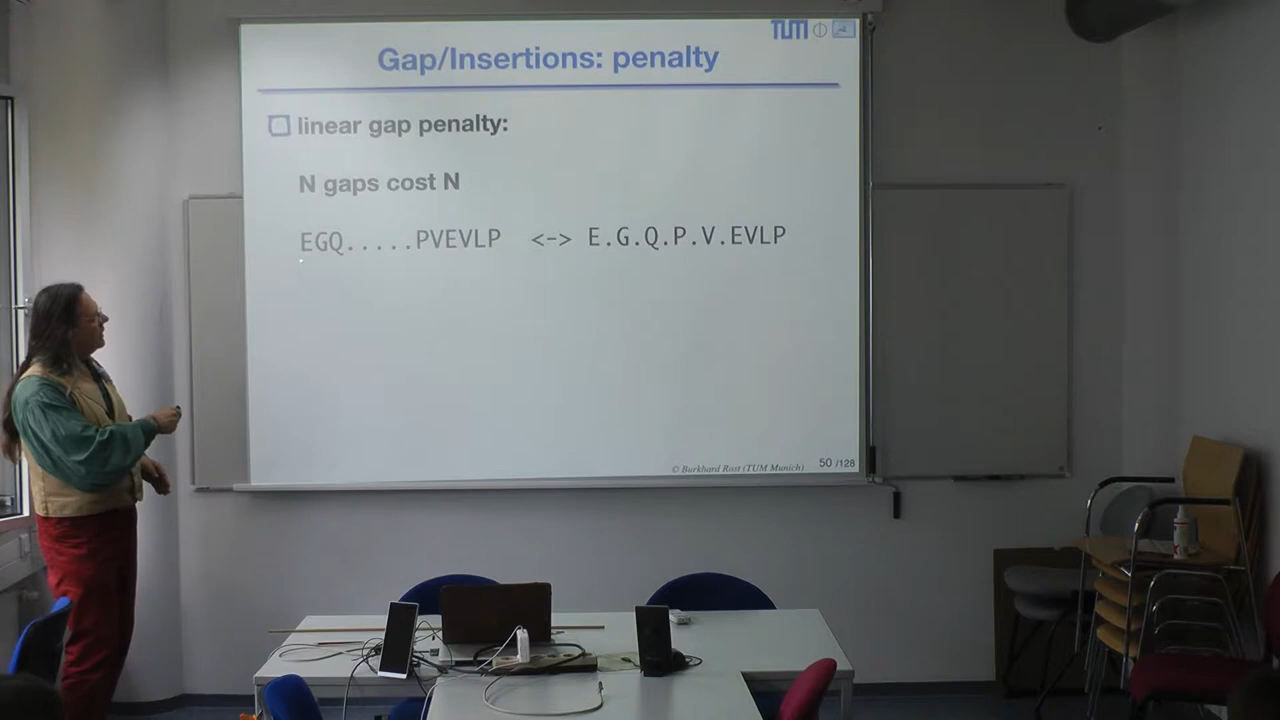 TUM
Gap/Insertions: penalty
linear gap penalty:
N gaps cost N
EGQ.....PVEVLP <-> E.G.Q.P.V.EVLP
© Burkhard Rost (TUM Munich)
50 /128